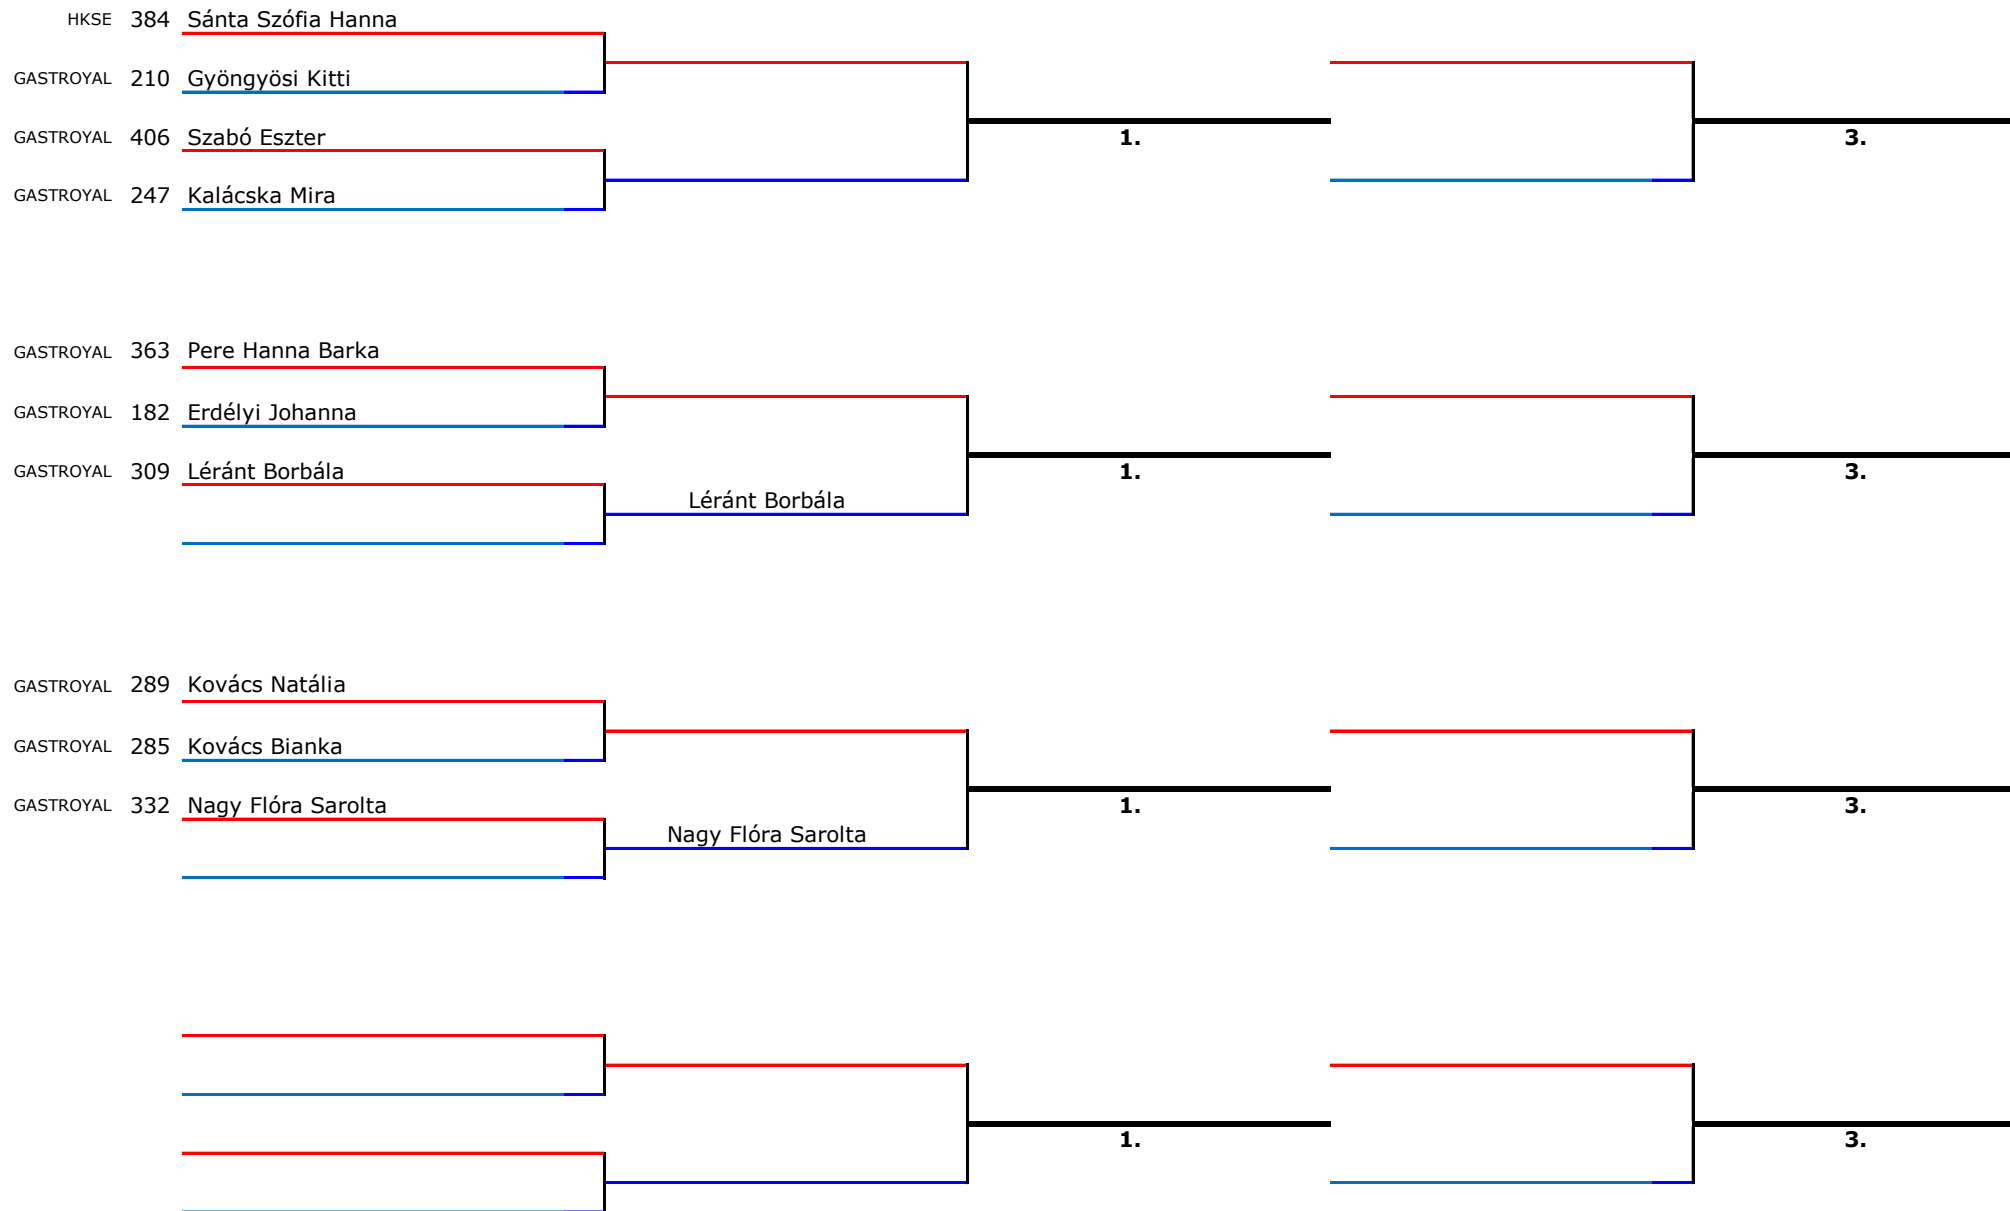 HKSE 384 Sánta Szófia Hanna
GASTROYAL 210 Gyöngyösi Kitti
GASTROYAL 406 Szabó Eszter
1. 3.
GASTROYAL 247 Kalácska Mira
GASTROYAL 363 Pere Hanna Barka
GASTROYAL 182 Erdélyi Johanna
GASTROYAL 309 Léránt Borbála
1. 3.
Léránt Borbála
GASTROYAL 289 Kovács Natália
GASTROYAL 285 Kovács Bianka
GASTROYAL 332 Nagy Flóra Sarolta
1. 3.
Nagy Flóra Sarolta
1. 3.